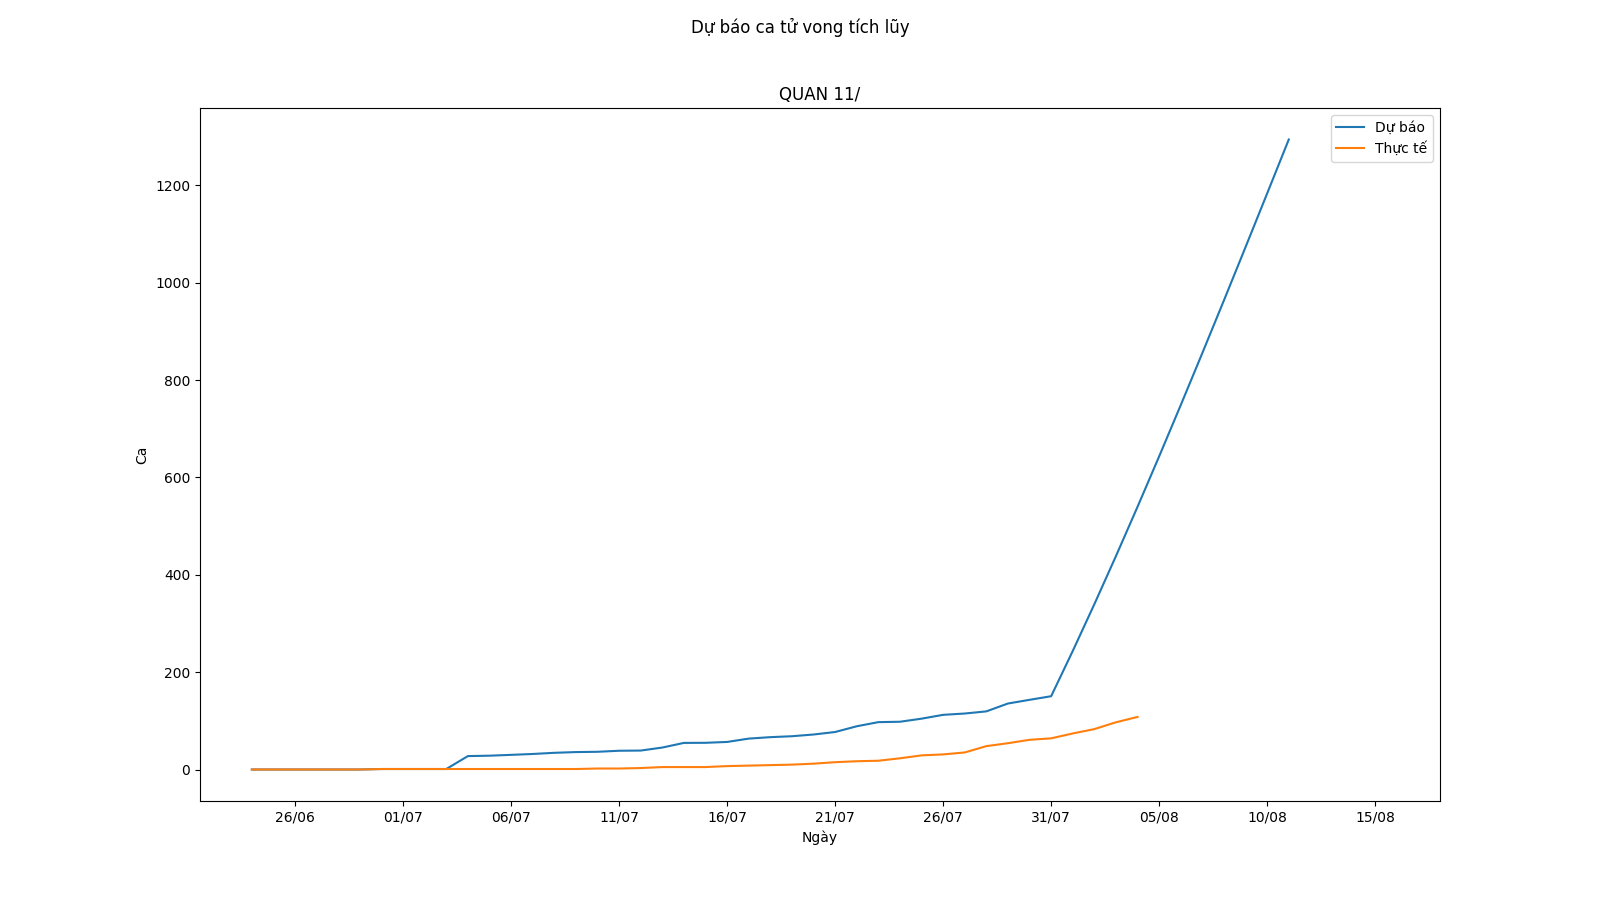 Dự báo ca tử vong tích lũy
QUAN 11/
Dự báo
Thực tế
1200
1000
800
600
400
200
0
Ca
26/06 01/07 06/07 11/07 16/07 21/07 26/07 31/07 05/08 10/08 15/08
Ngày